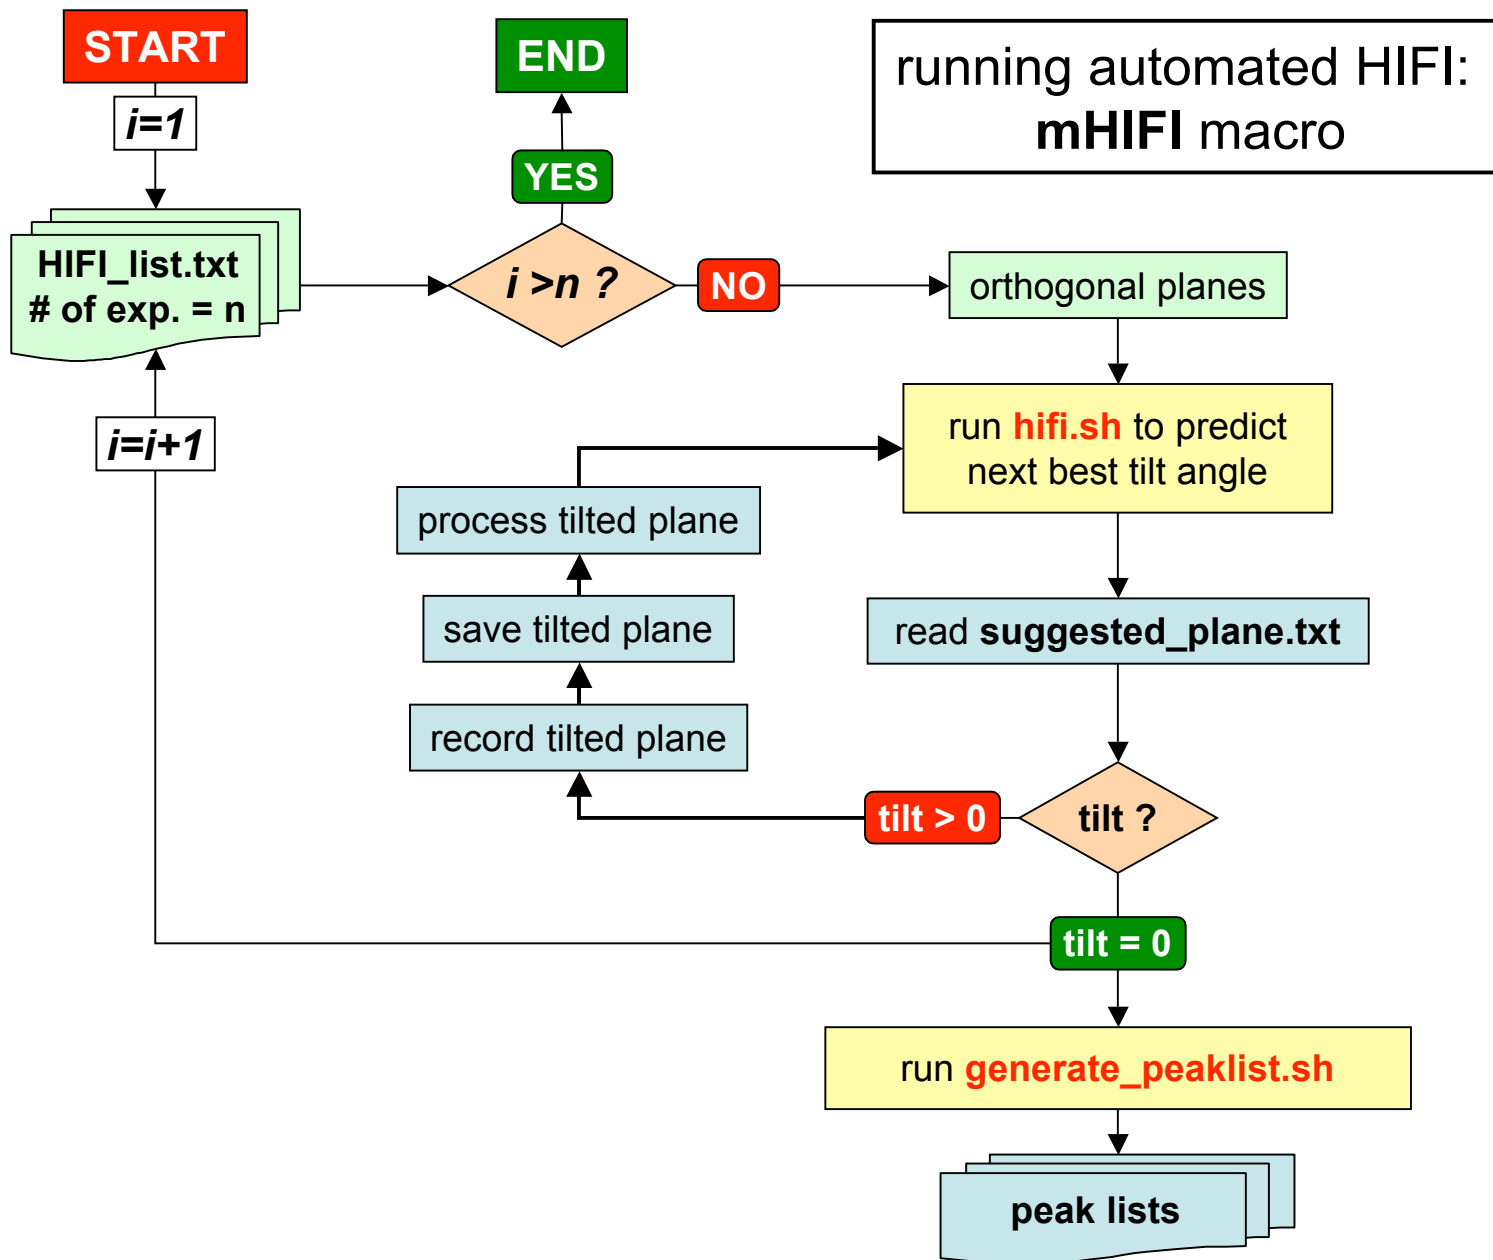 START
END
running automated HIFI:
mHIFI macro
i=1
YES
HIFI_list.txt
# of exp. = n
i >n ?
NO
orthogonal planes
i=i+1
run hifi.sh to predict
next best tilt angle
process tilted plane
save tilted plane
read suggested_plane.txt
record tilted plane
tilt > 0
tilt ?
tilt = 0
run generate_peaklist.sh
peak lists